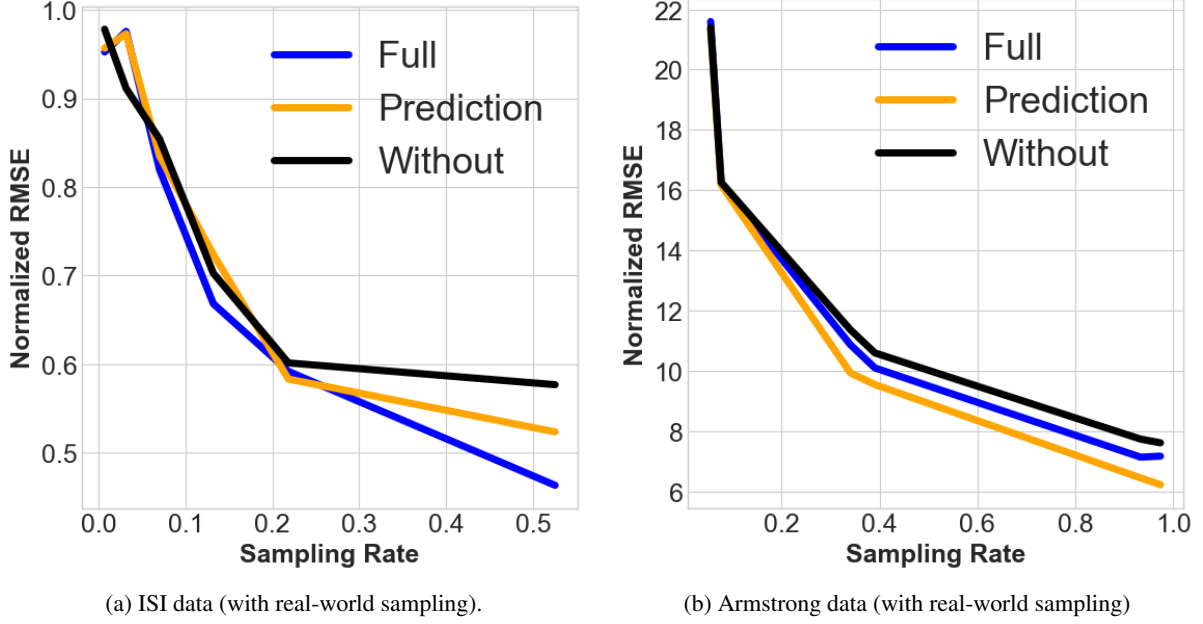 1.0
0.9
0.8
0.7
0.6
0.5
Normalized RMSE
Full
Prediction
Without
0.0 0.1 0.2 0.3 0.4 0.5
Sampling Rate
(a) ISI data (with real-world sampling).
22
20
18
16
14
12
10
8
6
Normalized RMSE
Full
Prediction
Without
0.2 0.4 0.6 0.8 1.0
Sampling Rate
(b) Armstrong data (with real-world sampling)